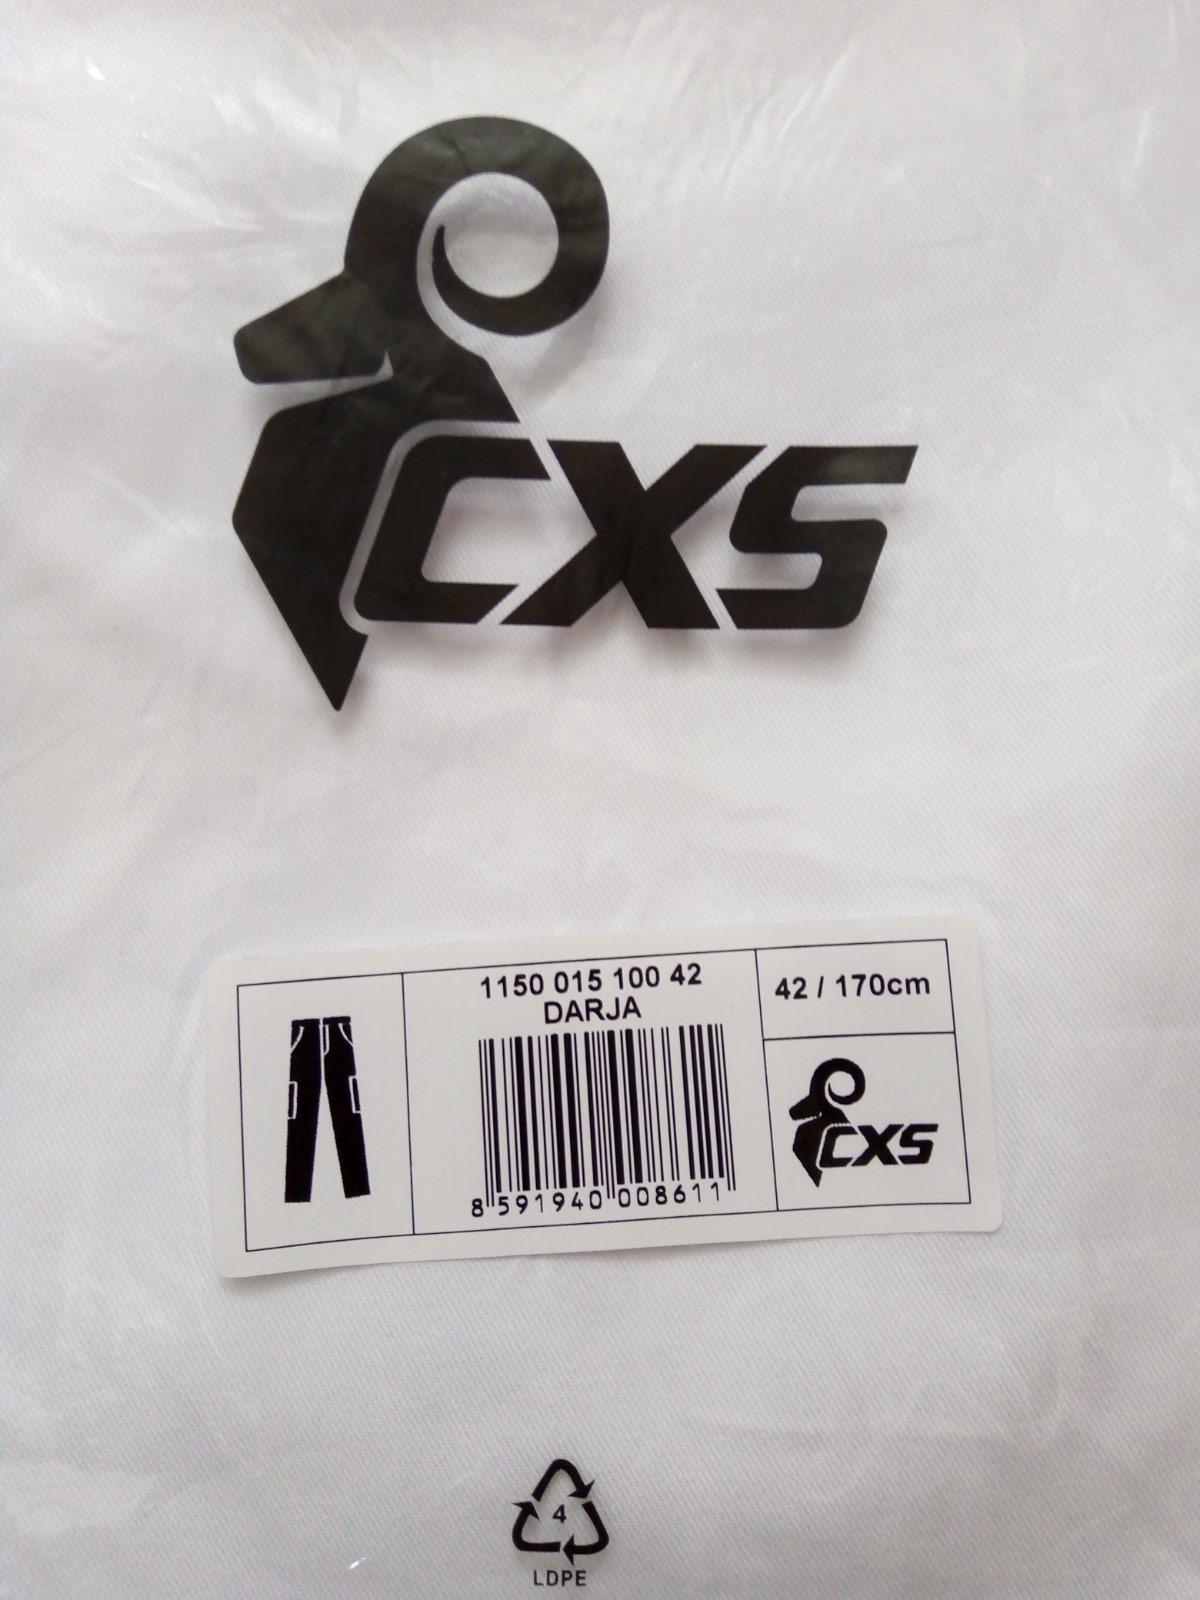 CXS
1150 015 100 42
DARJA
8 591940 008611
42 / 170cm
CXS
4
LDPE